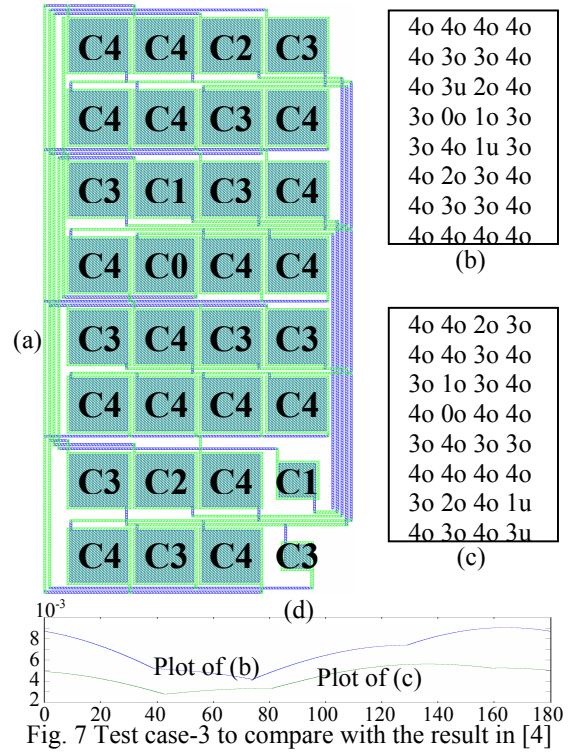 C4 C4 C2 C3
C4 C4 C3 C4
C3 C1 C3 C4
C4 C0 C4 C4
(a)
C3 C4 C3 C3
C4 C4 C4 C4
C3 C2 C4 C1
C4 C3 C4 C3
4o 4o 4o 4o
4o 3o 3o 4o
4o 3u 2o 4o
3o 0o 1o 3o
3o 4o 1u 3o
4o 2o 3o 4o
4o 3o 3o 4o
4o 4o 4o 4o
(b)
4o 4o 2o 3o
4o 4o 3o 4o
3o 1o 3o 4o
4o 0o 4o 4o
3o 4o 3o 3o
4o 4o 4o 4o
3o 2o 4o 1u
4o 3o 4o 3u
(c)
(d)
10-3
8
6
4
2
Plot of (b)
Plot of (c)
0 20 40 60 80 100 120 140 160 180
Fig. 7 Test case-3 to compare with the result in [4]